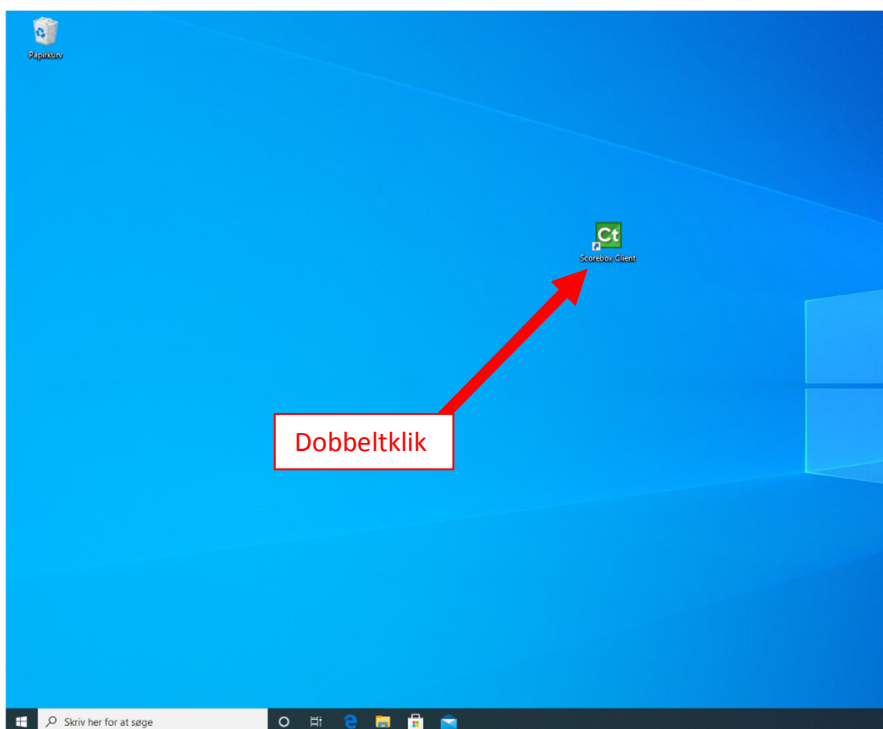 Papirkurv
Ct
Scorebox Client
Dobbeltklik
Skriv her for at søge